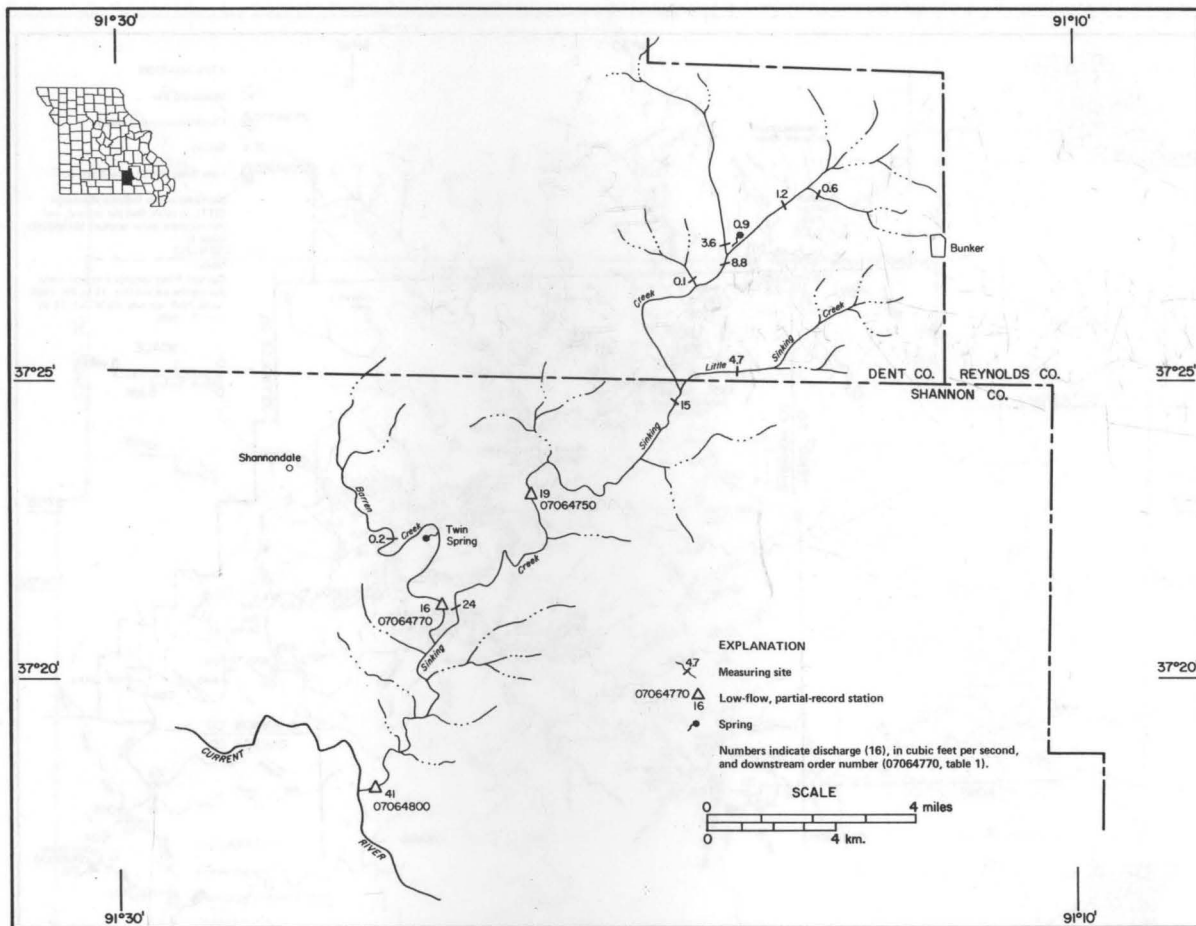 91°30'
91°10'
1.2
0.6
0.9
3.6
Bunker
8.8
0.1
Creek
Creek
Sinking
4.7
Little
37°25'
DENT CO. REYNOLDS CO.
37°25'
SHANNON CO.
15
Sinking
Shannondale
19
07064750
Barren
Creek
Twin
Spring
0.2
Creek
16
07064770
24
Sinking
EXPLANATION
4.7
Measuring site
07064770
16
Low-flow, partial-record station
Spring
Numbers indicate discharge (16), in cubic feet per second,
and downstream order number (07064770, table 1).
37°20'
37°20'
CURRENT
RIVER
41
07064800
SCALE
0 4 miles
0 4 km.
91°30'
91°10'